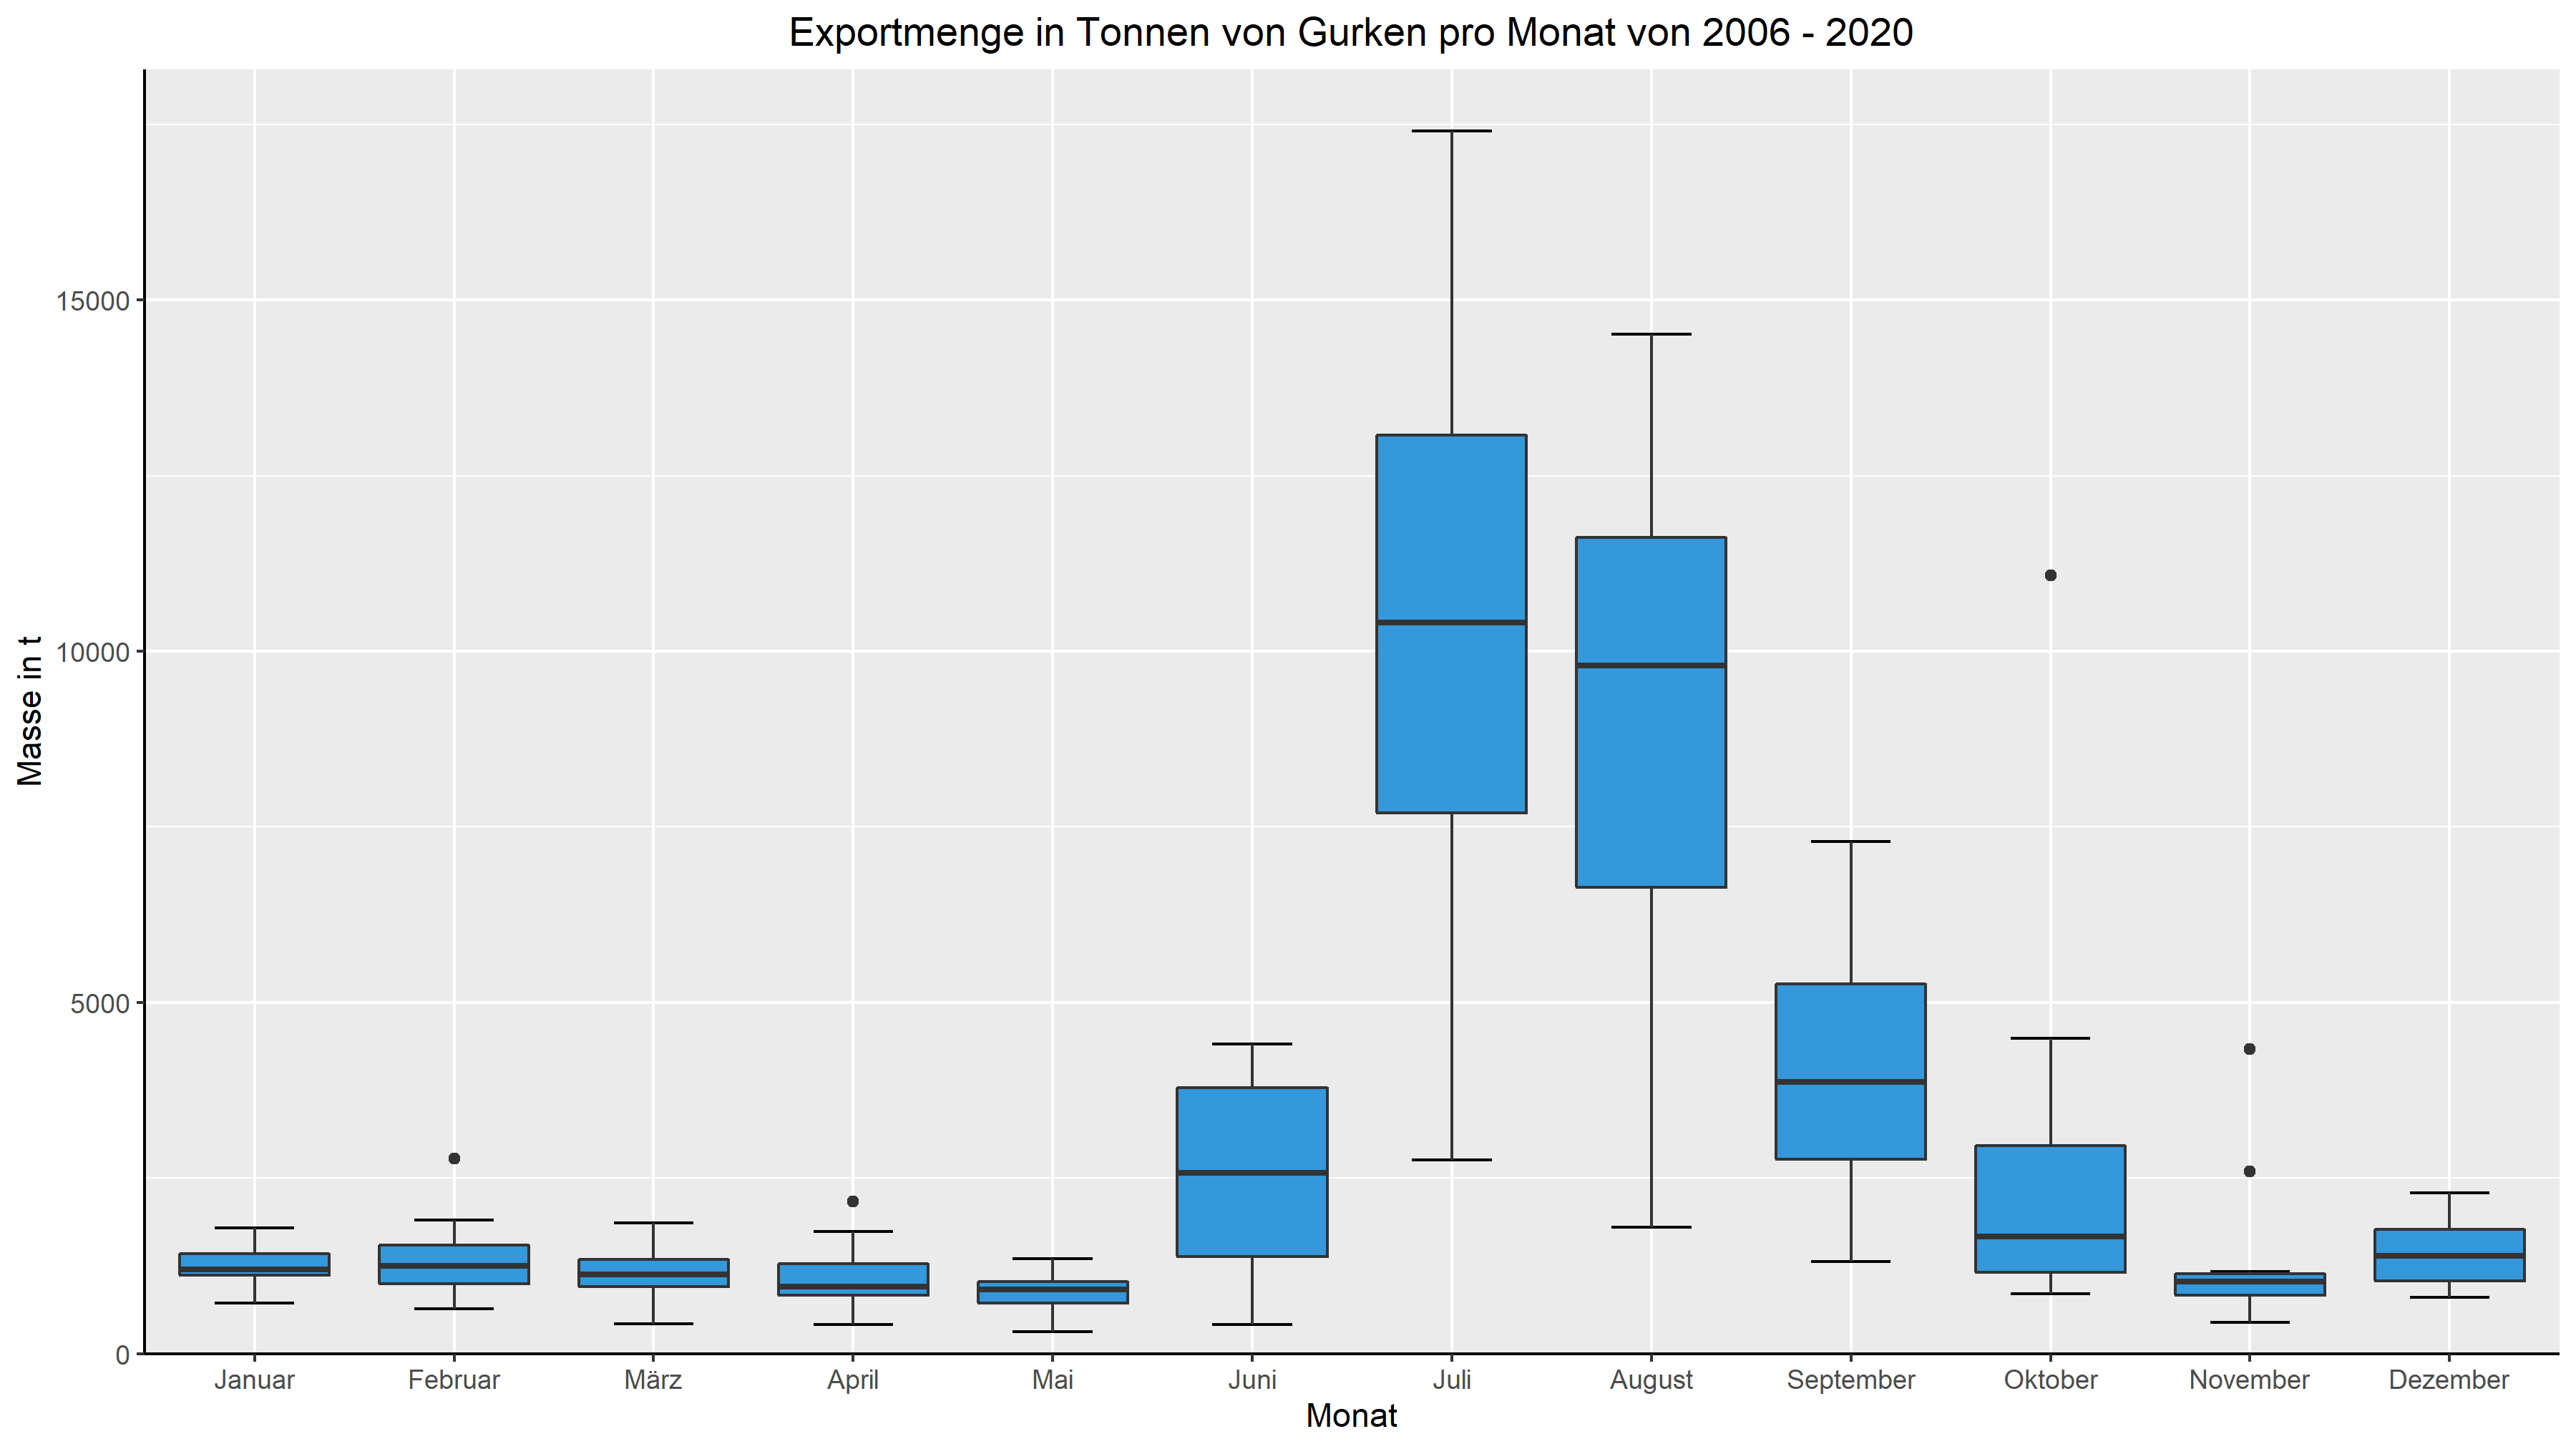 Exportmenge in Tonnen von Gurken pro Monat von 2006 - 2020
Masse in t
15000
10000
5000
0
Januar Februar März April Mai Juni Juli August September Oktober November Dezember
Monat